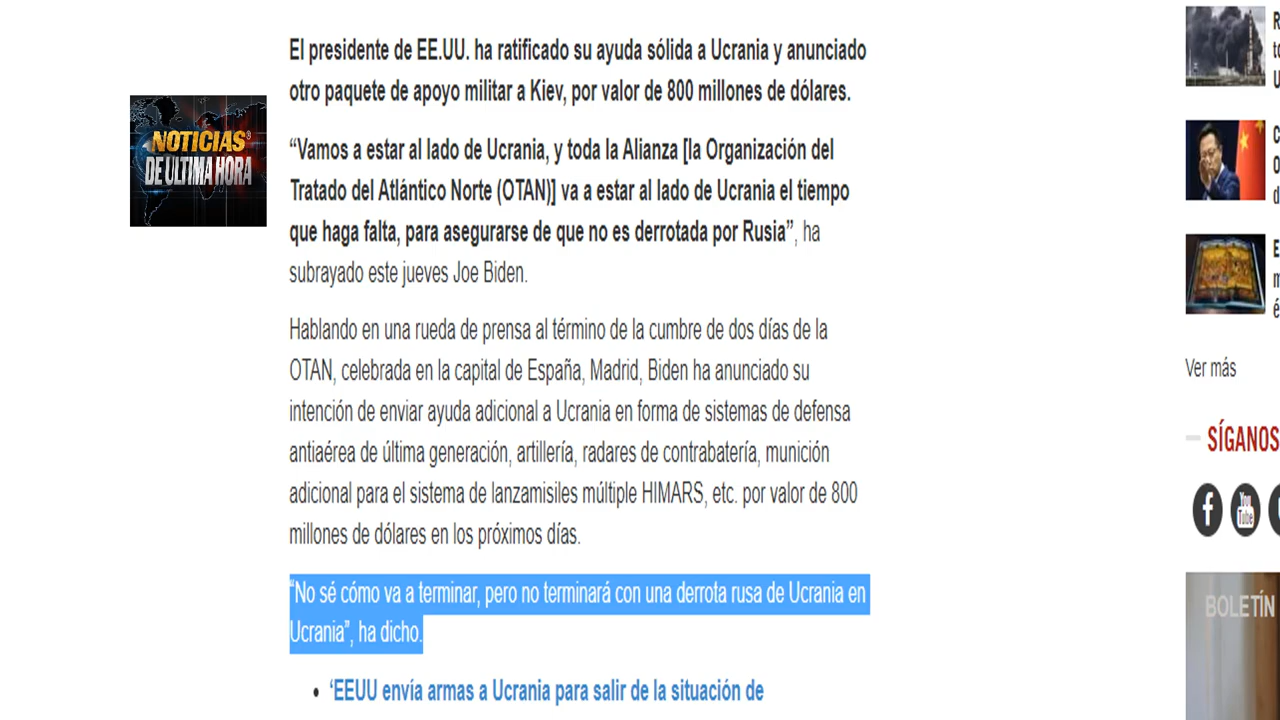 El presidente de EE.UU. ha ratificado su ayuda sólida a Ucrania y anunciado
otro paquete de apoyo militar a Kiev, por valor de 800 millones de dólares.
NOTICIAS
DE ULTIMA HORA
“Vamos a estar al lado de Ucrania, y toda la Alianza [la Organización del
Tratado del Atlántico Norte (OTAN)] va a estar al lado de Ucrania el tiempo
que haga falta, para asegurarse de que no es derrotada por Rusia”, ha
subrayado este jueves Joe Biden.
Hablando en una rueda de prensa al término de la cumbre de dos días de la
OTAN, celebrada en la capital de España, Madrid, Biden ha anunciado su
intención de enviar ayuda adicional a Ucrania en forma de sistemas de defensa
antiaérea de última generación, artillería, radares de contrabatería, munición
adicional para el sistema de lanzamisiles múltiple HIMARS, etc. por valor de 800
millones de dólares en los próximos días.
“No sé cómo va a terminar, pero no terminará con una derrota rusa de Ucrania en
Ucrania”, ha dicho.
• ‘EEUU envía armas a Ucrania para salir de la situación de
Ver más
SÍGANOS
You Tube
BOLETÍN